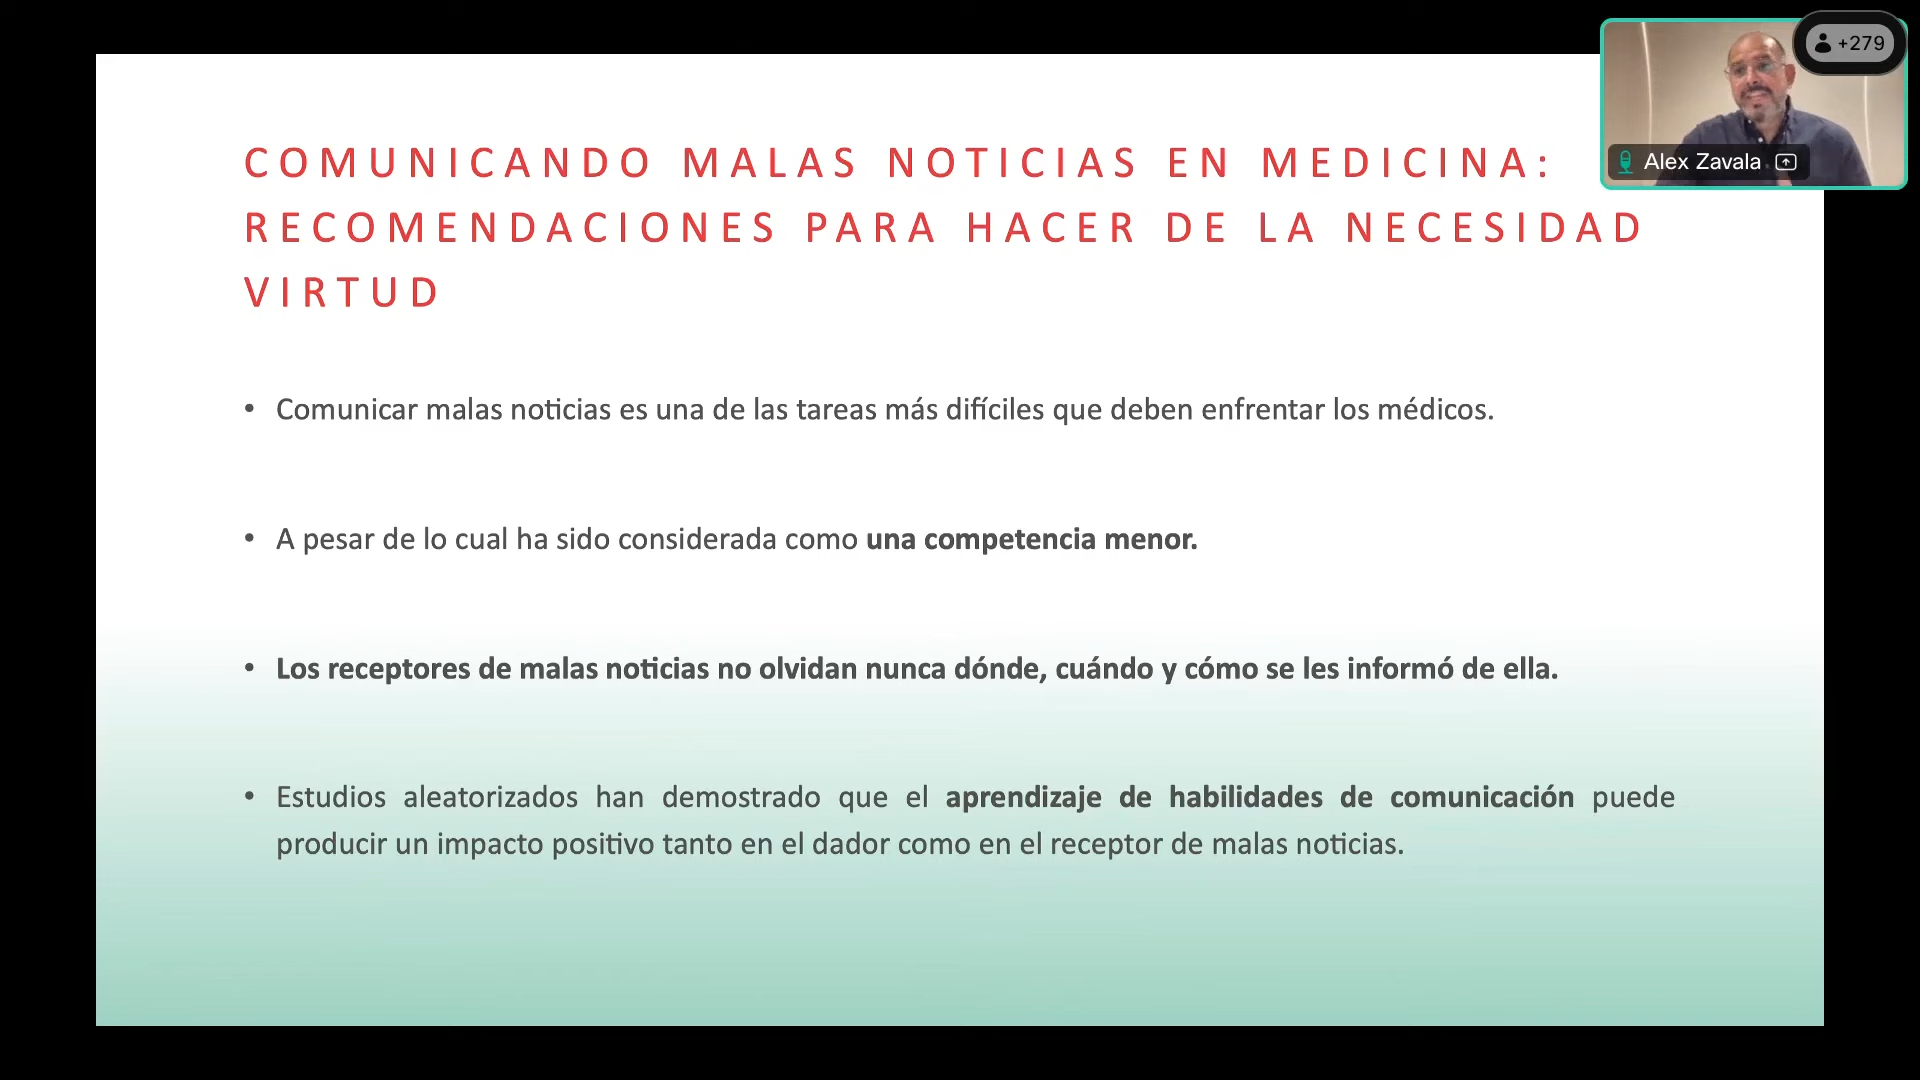 +279
Alex Zavala
COMUNICANDO MALAS NOTICIAS EN MEDICINA:
RECOMENDACIONES PARA HACER DE LA NECESIDAD
VIRTUD
• Comunicar malas noticias es una de las tareas más difíciles que deben enfrentar los médicos.
• A pesar de lo cual ha sido considerada como una competencia menor.
• Los receptores de malas noticias no olvidan nunca dónde, cuándo y cómo se les informó de ella.
• Estudios aleatorizados han demostrado que el aprendizaje de habilidades de comunicación puede
producir un impacto positivo tanto en el dador como en el receptor de malas noticias.